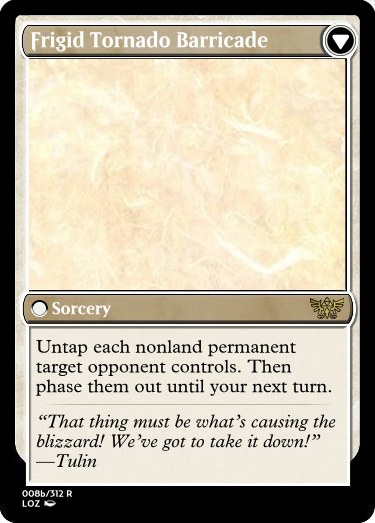 Frigid Tornado Barricade
Sorcery
Untap each nonland permanent
target opponent controls. Then
phase them out until your next turn.
“That thing must be what’s causing the
blizzard! We’ve got to take it down!”
—Tulin
008b/312 R
LOZ